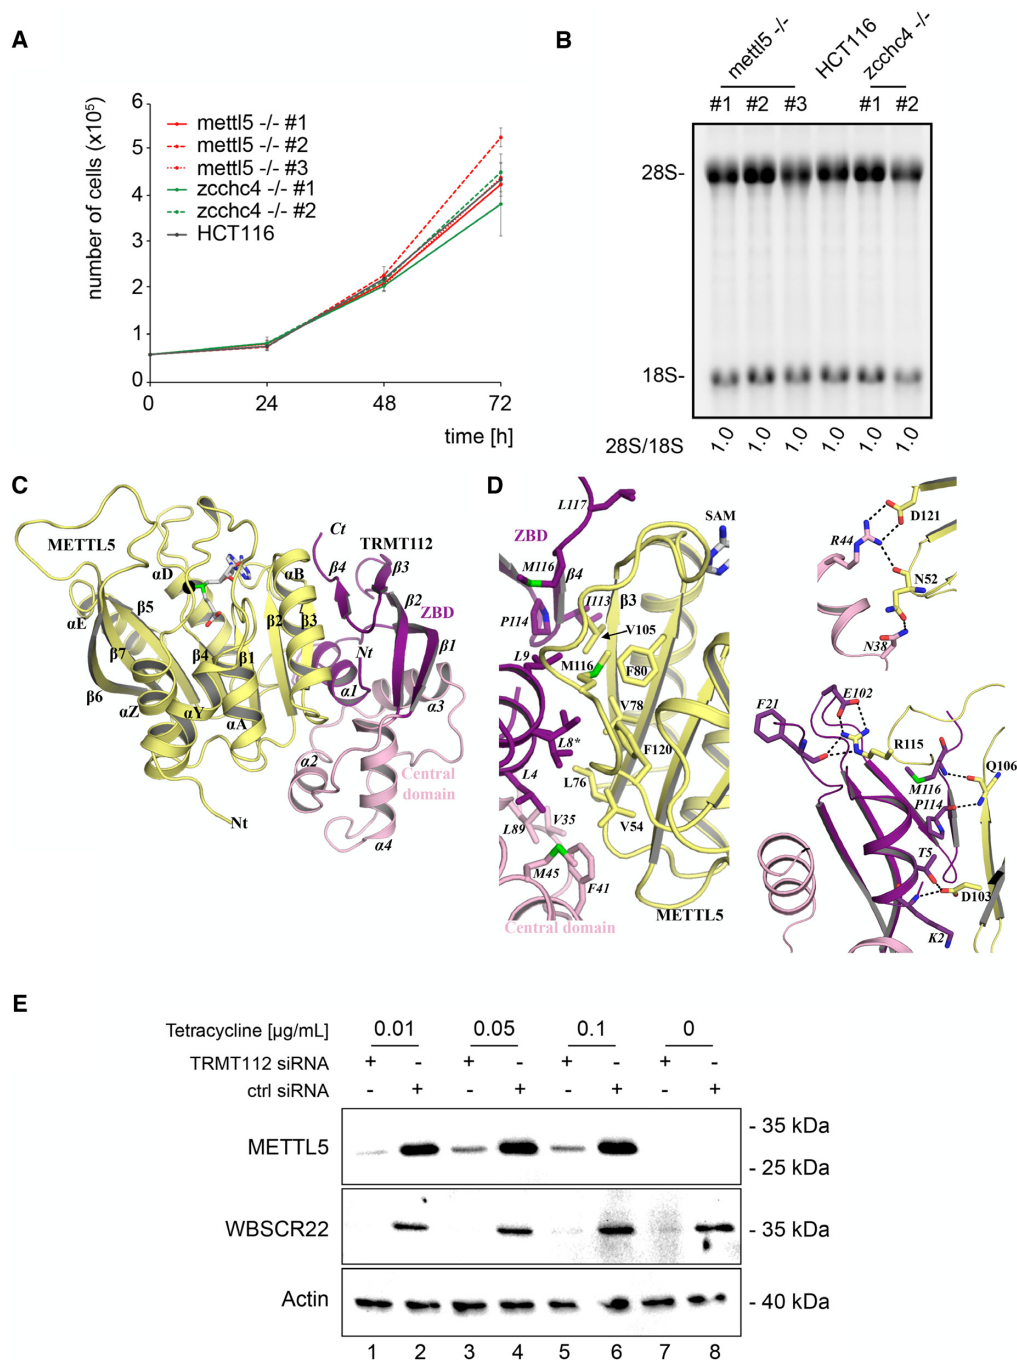 A
number of cells (x10⁵)
6
5
4
3
2
1
0
0 24 48 72
time [h]
mettl5 -/- #1
mettl5 -/- #2
mettl5 -/- #3
zcchc4 -/- #1
zcchc4 -/- #2
HCT116
B
mettl5 -/- HCT116 zcchc4 -/-
#1 #2 #3 #1 #2
28S-
18S-
28S/18S 1.0 1.0 1.0 1.0 1.0 1.0
C
METTL5
αD
αE
β5
β7
β6
αZ
αY
β4
β1
αA
αB
β2
β3
Nt
Ct
β4
TRMT112
β3
β2
ZBD
β1
Nt
α1
α3
α2
Central
domain
α4
D
L117
ZBD
SAM
M116
β4
β3
P114
I113
V105
L9
M116
F80
V78
L8*
F120
L4
L76
V35
V54
L89
M45
F41
METTL5
Central domain
D121
R44
N52
N38
E102
F21
R115
Q106
M116
P114
T5
D103
K2
E
Tetracycline [µg/mL] 0.01 0.05 0.1 0
TRMT112 siRNA + - + - + - + -
ctrl siRNA - + - + - + - +
METTL5
- 35 kDa
- 25 kDa
WBSCR22 - 35 kDa
Actin - 40 kDa
1 2 3 4 5 6 7 8